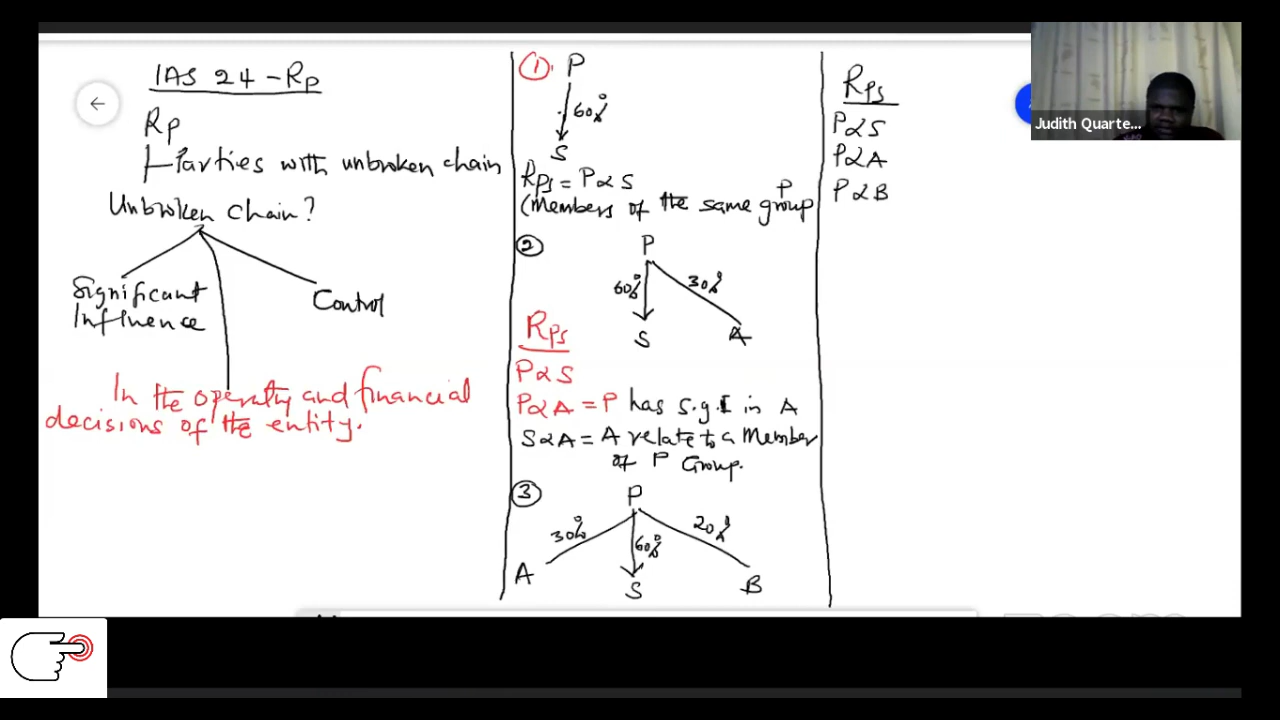 IAS 24 - Rp
Rp
Parties with unbroken chain
Unbroken chain?
Significant
Influence
Control
In the operaty and financial
decisions of the entity.
① P
60%
S
Rps = P & S
(Members of the same group
P
② P
60% 30%
S A
Rps
P & S
P & A = P has s.g.I in A
S & A = A relate to a Member
of P Group.
③ P
30% 60% 20%
A S B
Rps
P & S
P & A
P & B
Judith Quarte...